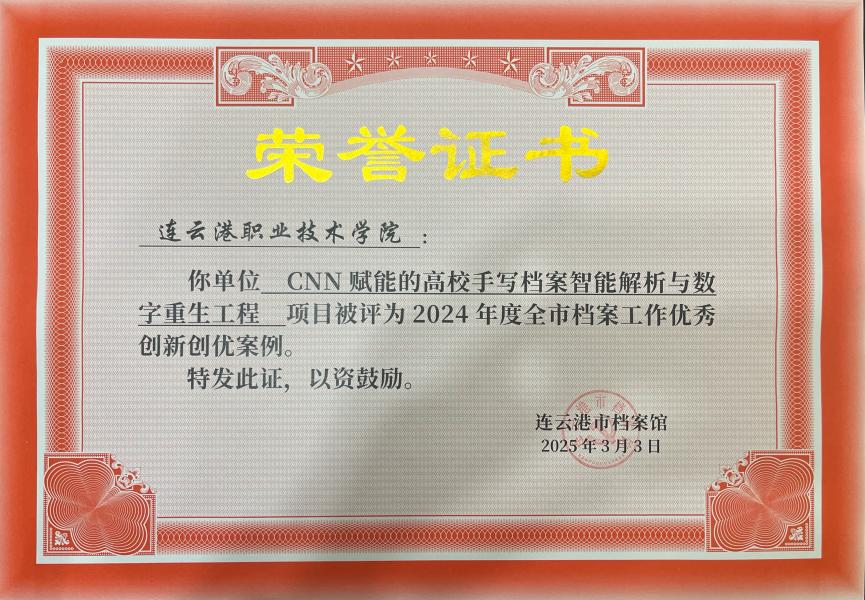 荣誉证书
连云港职业技术学院：
你单位 CNN 赋能的高校手写档案智能解析与数
字重生工程 项目被评为 2024 年度全市档案工作优秀
创新创优案例。
特发此证，以资鼓励。
连云港市档案馆
2025 年 3 月 3 日